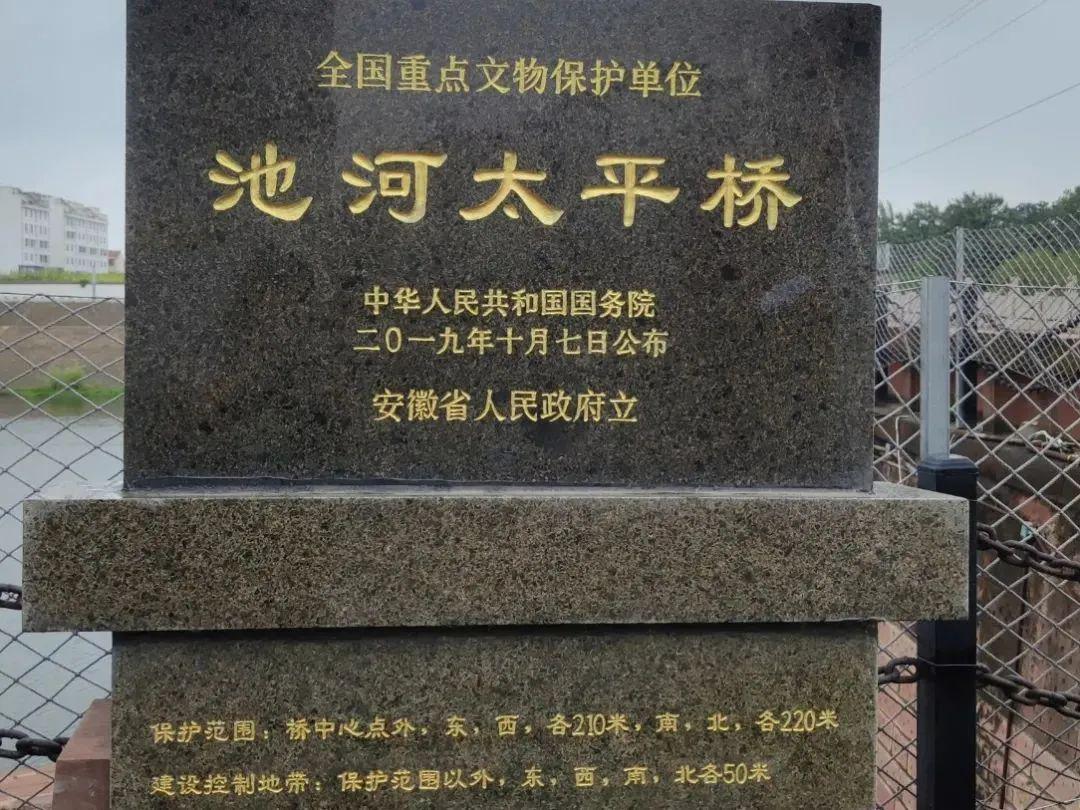 全国重点文物保护单位
池河太平桥
中华人民共和国国务院
二0一九年十月七日公布
安徽省人民政府立
保护范围：桥中心点外，东，西，各210米，南，北，各220米
建设控制地带：保护范围以外，东，西，南，北各50米